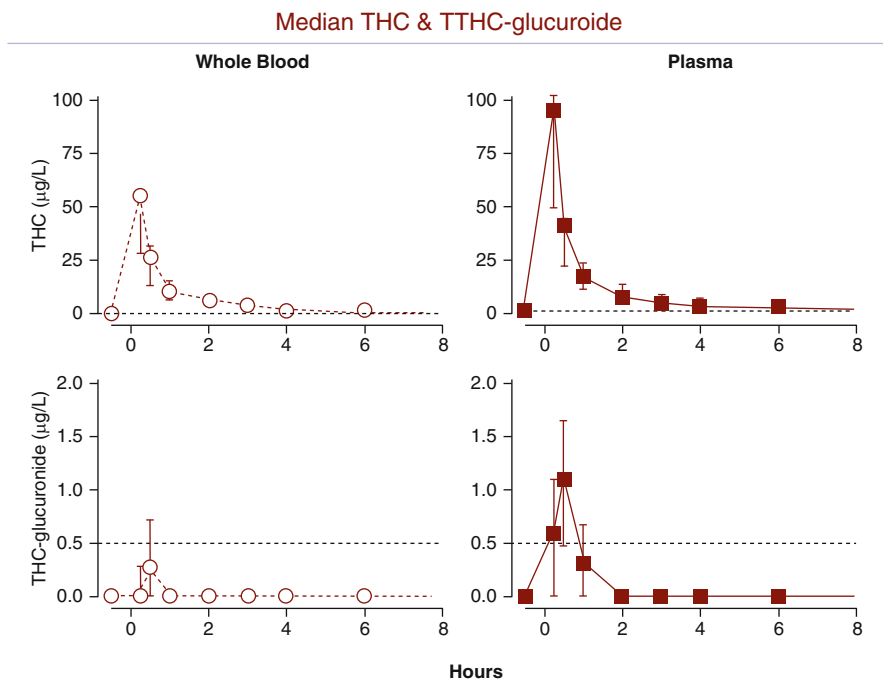 Median THC & TTHC-glucuroide
Whole Blood
Plasma
THC (µg/L)
100
75
50
25
0
0 2 4 6 8
100
75
50
25
0
0 2 4 6 8
THC-glucuronide (µg/L)
2.0
1.5
1.0
0.5
0.0
0 2 4 6 8
2.0
1.5
1.0
0.5
0.0
0 2 4 6 8
Hours